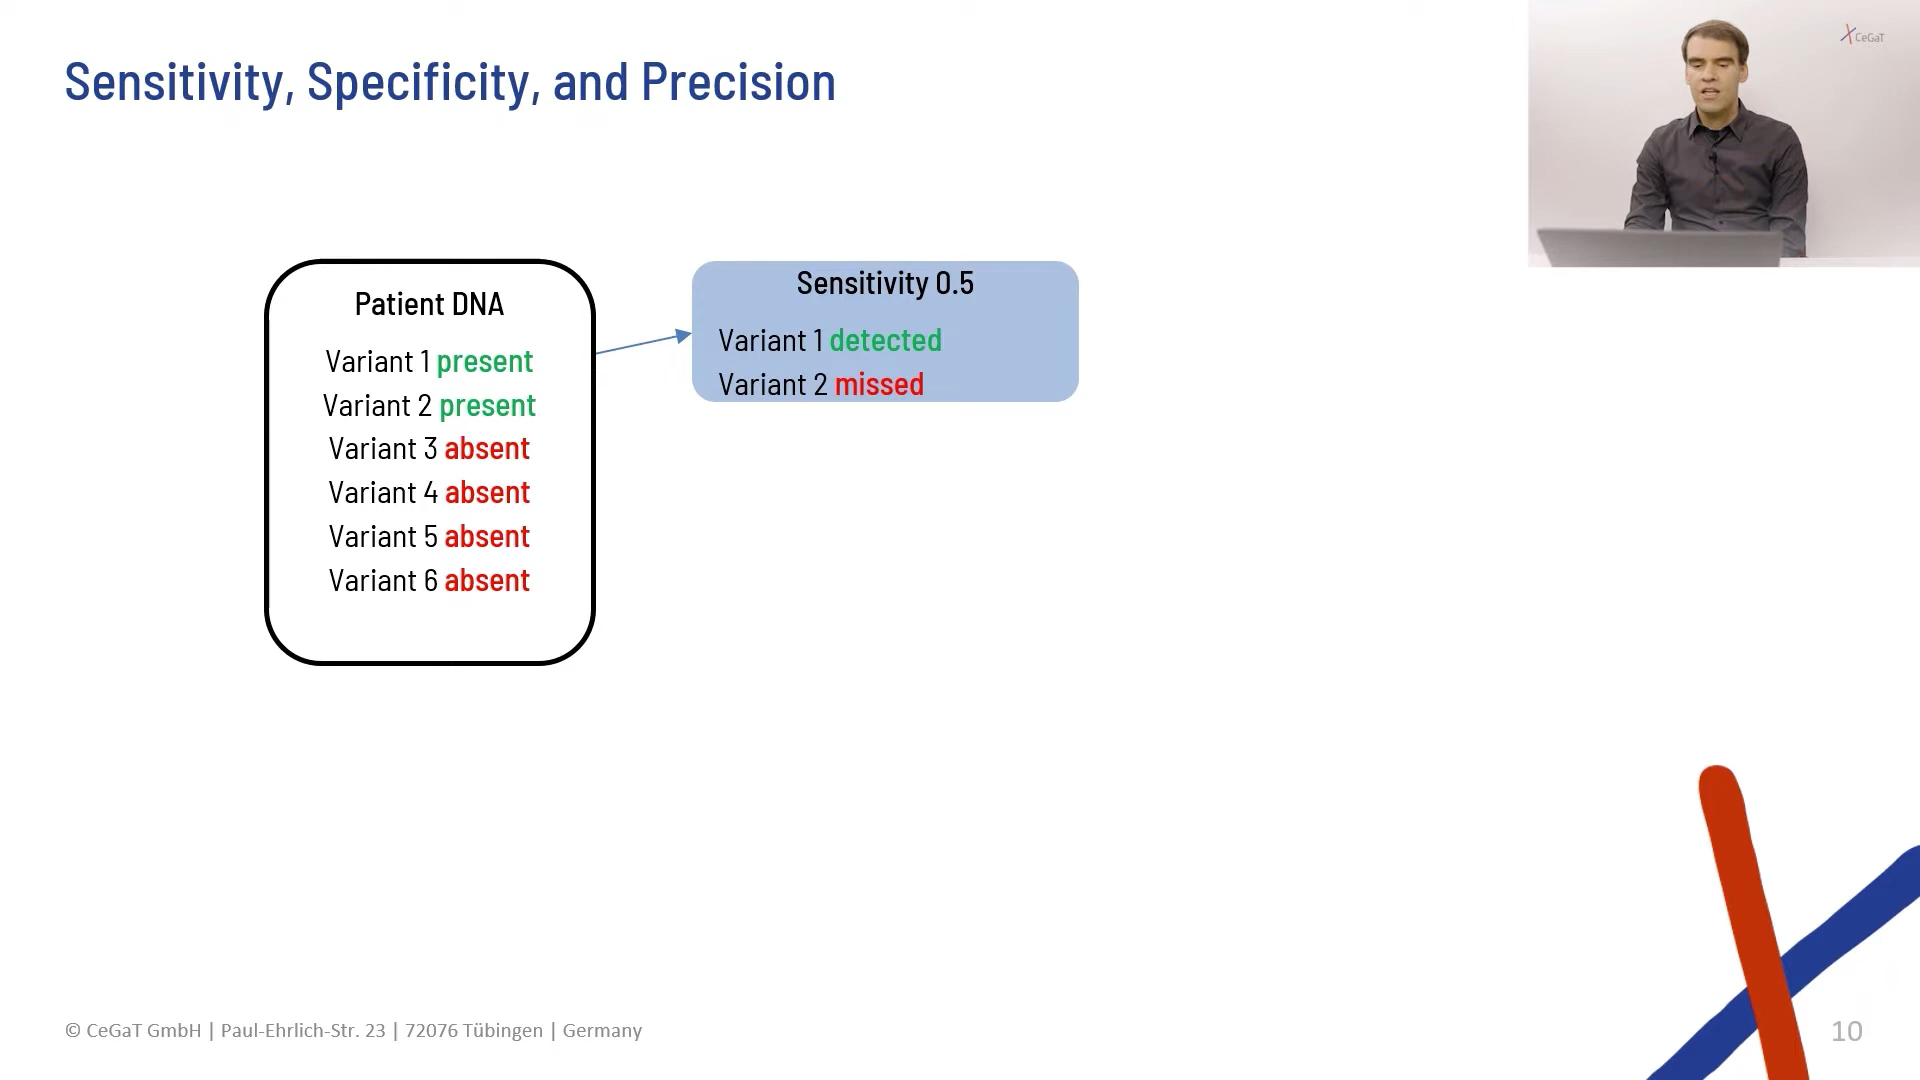 Sensitivity, Specificity, and Precision
CeGaT
Patient DNA
Variant 1 present
Variant 2 present
Variant 3 absent
Variant 4 absent
Variant 5 absent
Variant 6 absent
Sensitivity 0.5
Variant 1 detected
Variant 2 missed
© CeGaT GmbH | Paul-Ehrlich-Str. 23 | 72076 Tübingen | Germany
10